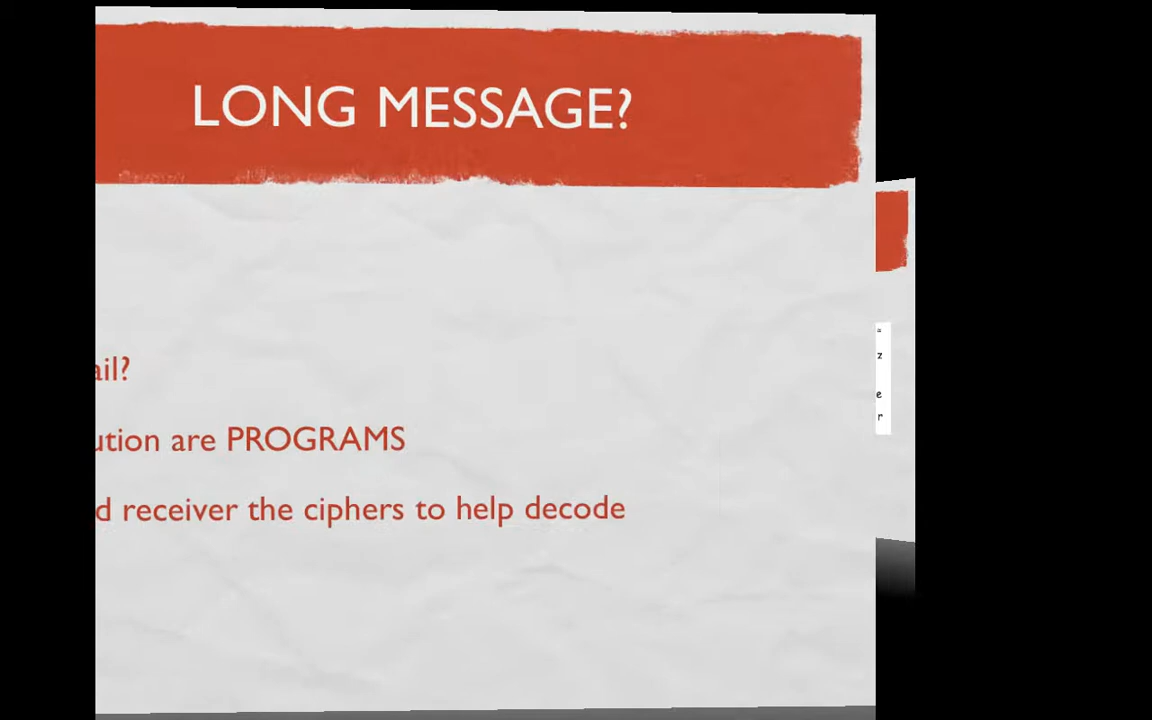 LONG MESSAGE?
ail?
ution are PROGRAMS
d receiver the ciphers to help decode
=
z
e
r